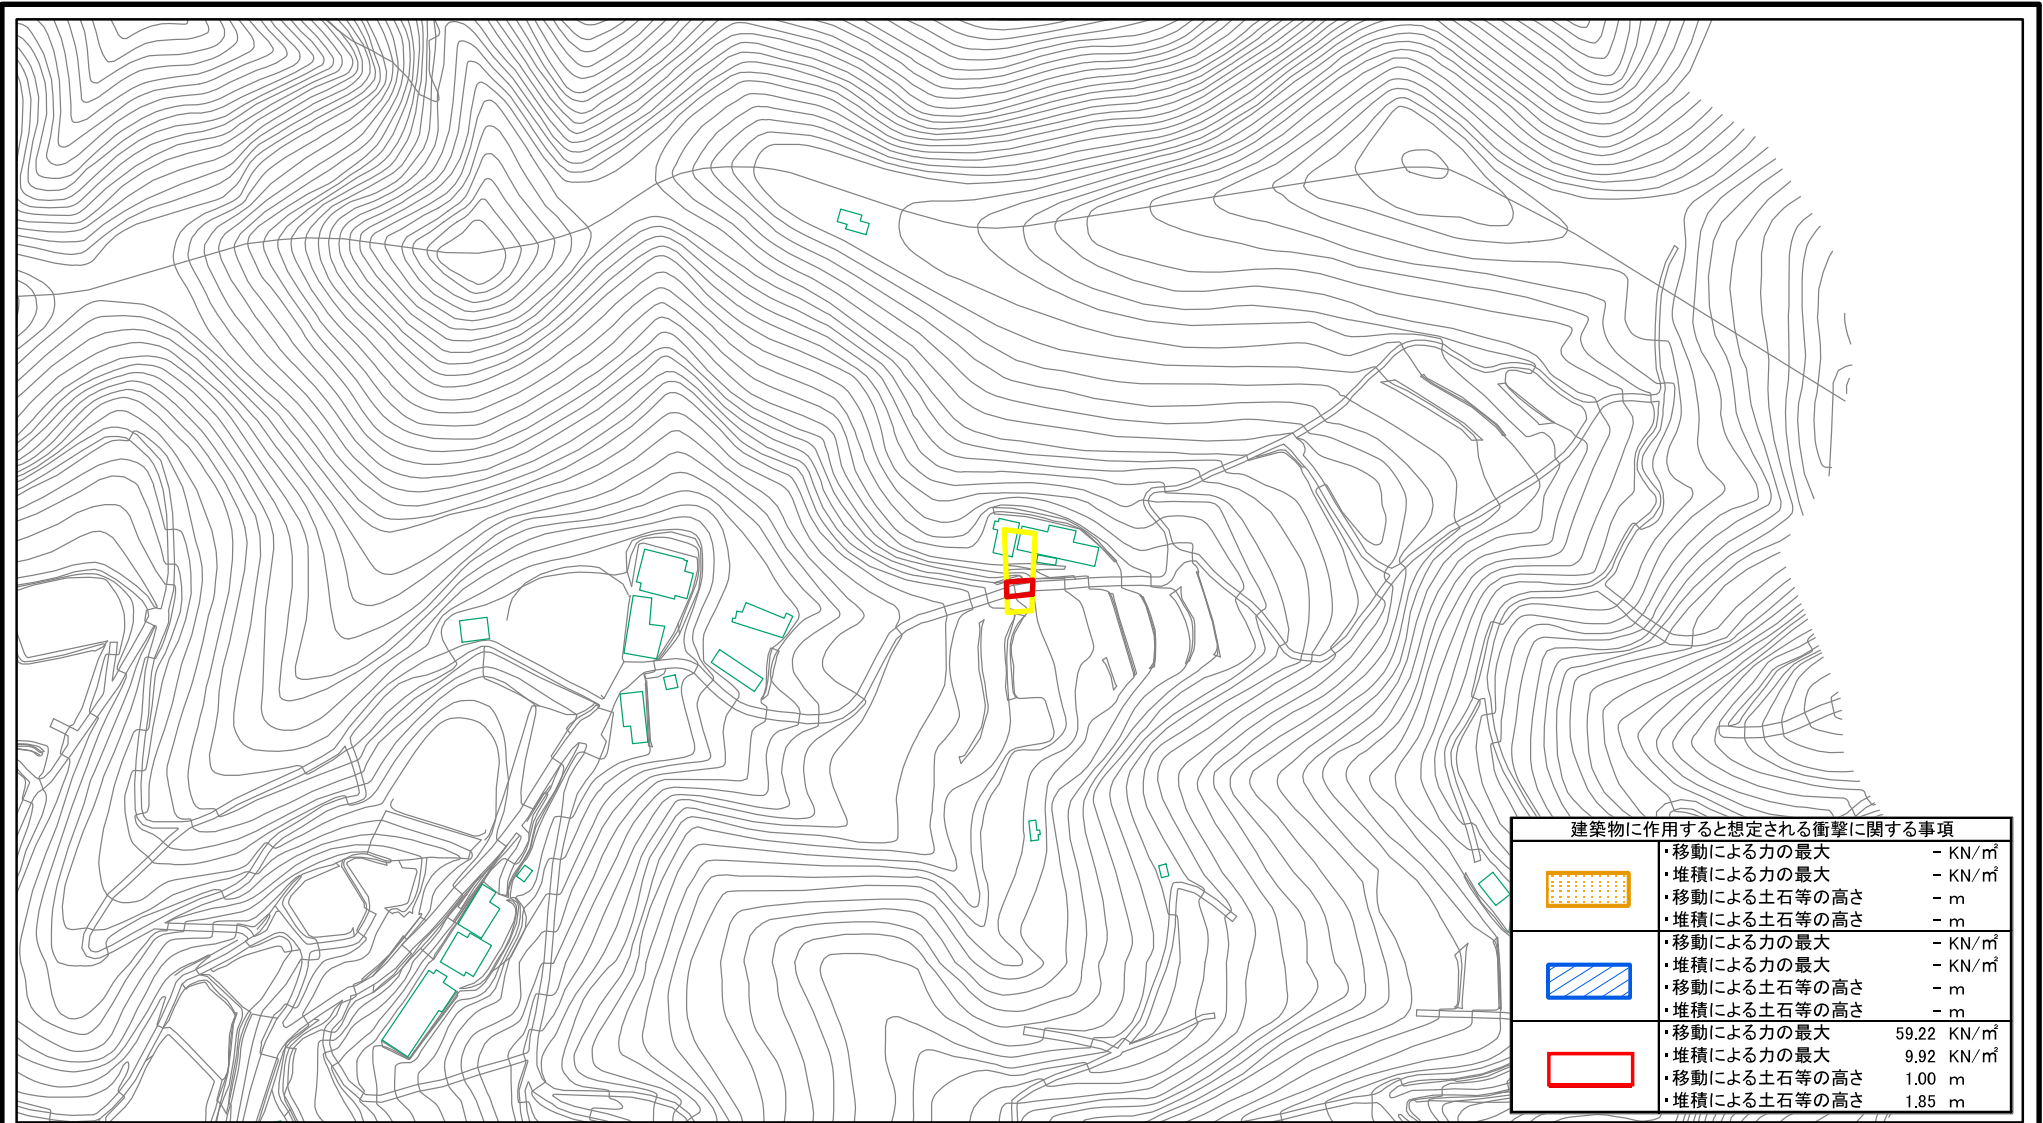 建築物に作用すると想定される衝撃に関する事項
・移動による力の最大 - KN/㎡
・堆積による力の最大 - KN/㎡
・移動による土石等の高さ - m
・堆積による土石等の高さ - m
・移動による力の最大 - KN/㎡
・堆積による力の最大 - KN/㎡
・移動による土石等の高さ - m
・堆積による土石等の高さ - m
・移動による力の最大 59.22 KN/㎡
・堆積による力の最大 9.92 KN/㎡
・移動による土石等の高さ 1.00 m
・堆積による土石等の高さ 1.85 m